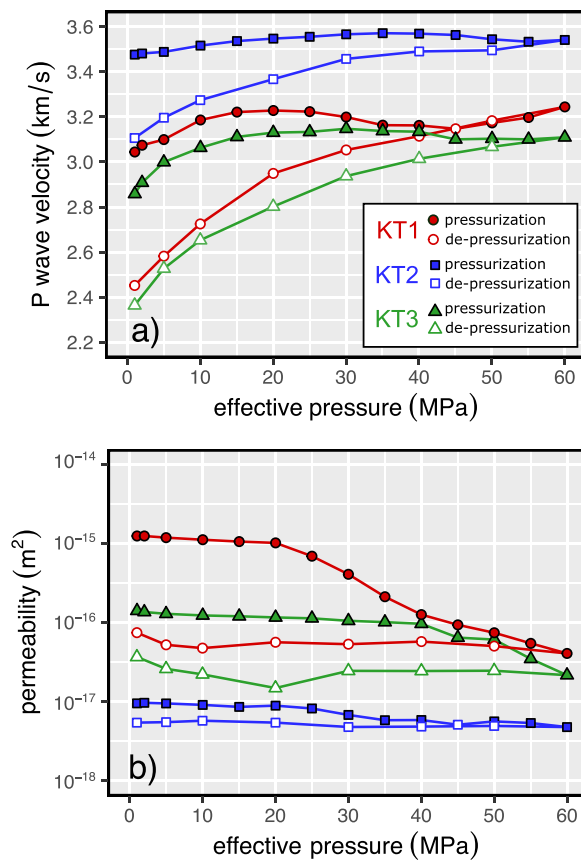 3.6
3.4
3.2
3.0
2.8
2.6
2.4
2.2
P wave velocity (km/s)
a)
KT1
pressurization
de-pressurization
KT2
pressurization
de-pressurization
KT3
pressurization
de-pressurization
0 10 20 30 40 50 60
effective pressure (MPa)
10⁻¹⁴
10⁻¹⁵
10⁻¹⁶
10⁻¹⁷
10⁻¹⁸
permeability (m²)
b)
0 10 20 30 40 50 60
effective pressure (MPa)